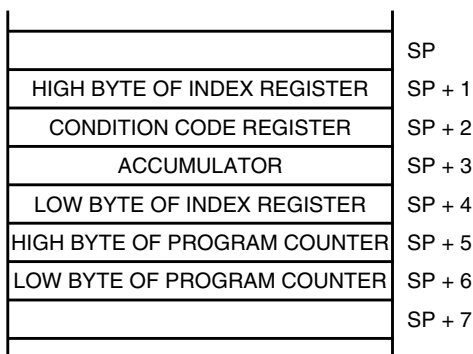 SP
HIGH BYTE OF INDEX REGISTER SP + 1
CONDITION CODE REGISTER SP + 2
ACCUMULATOR SP + 3
LOW BYTE OF INDEX REGISTER SP + 4
HIGH BYTE OF PROGRAM COUNTER SP + 5
LOW BYTE OF PROGRAM COUNTER SP + 6
SP + 7